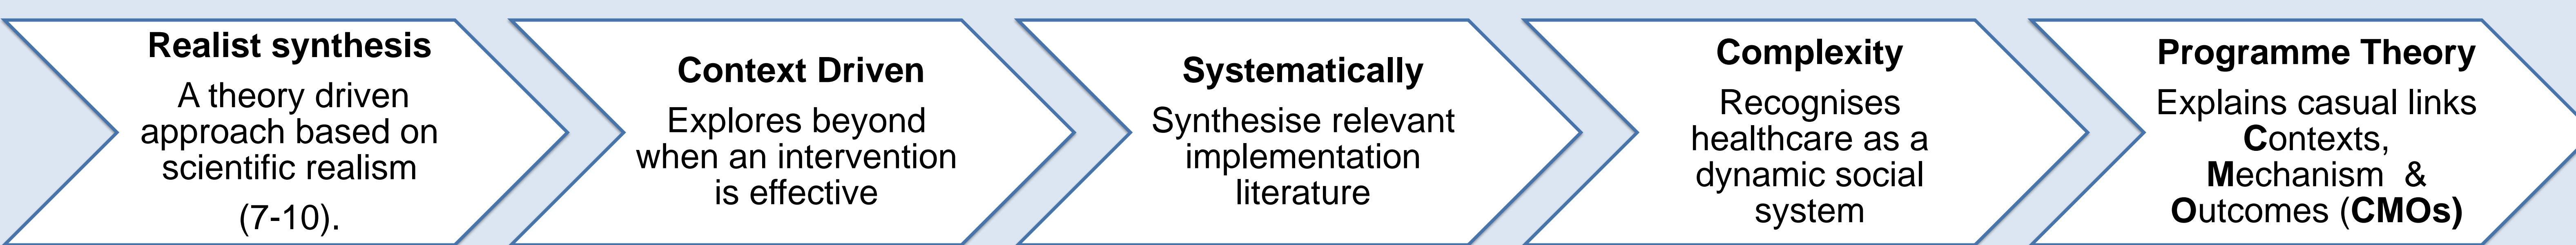 Realist synthesis
A theory driven
approach based on
scientific realism
(7-10).
Context Driven
Explores beyond
when an intervention
is effective
Systematically
Synthesise relevant
implementation
literature
Complexity
Recognises
healthcare as a
dynamic social
system
Programme Theory
Explains casual links
Contexts,
Mechanism &
Outcomes (CMOs)